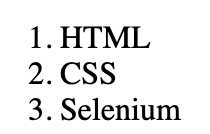 1. HTML
2. CSS
3. Selenium